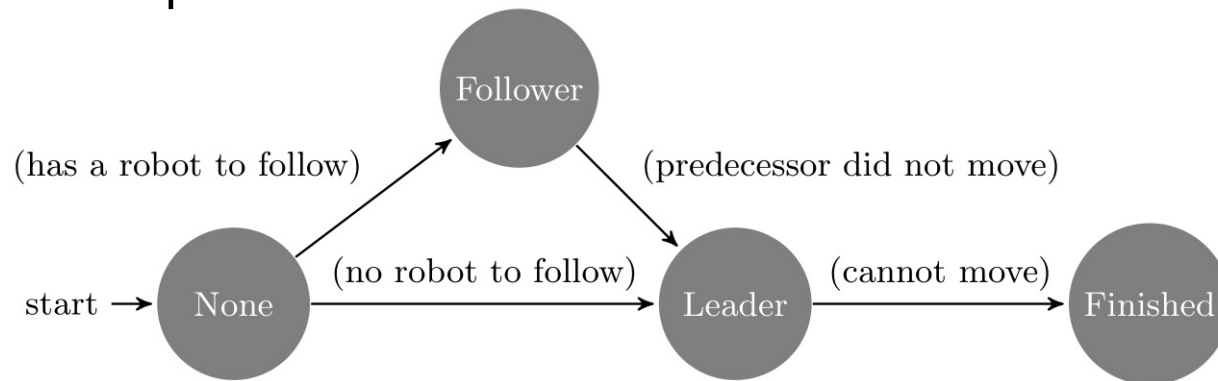 Follower
(has a robot to follow)
(predecessor did not move)
(no robot to follow)
(cannot move)
start
None
Leader
Finished